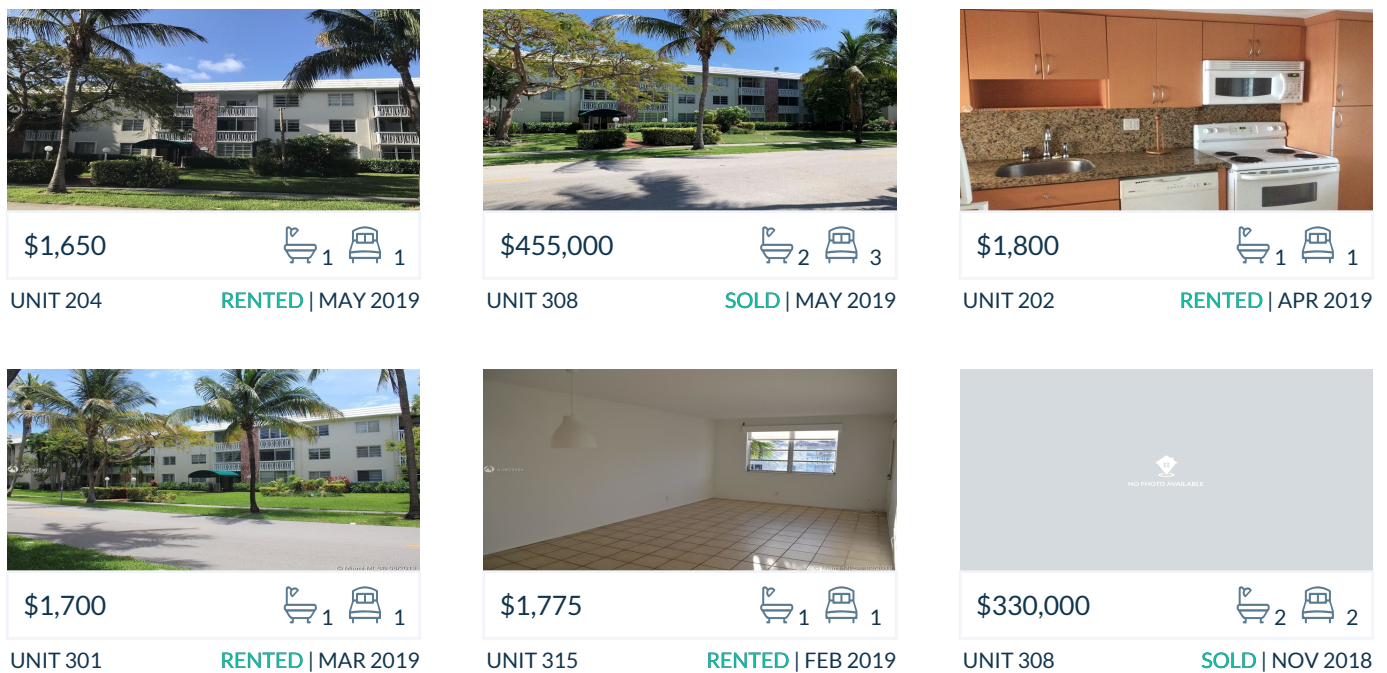 $1,650 1 1
UNIT 204 RENTED | MAY 2019
$455,000 2 3
UNIT 308 SOLD | MAY 2019
$1,800 1 1
UNIT 202 RENTED | APR 2019
$1,700 1 1
UNIT 301 RENTED | MAR 2019
$1,775 1 1
UNIT 315 RENTED | FEB 2019
NO PHOTO AVAILABLE
$330,000 2 2
UNIT 308 SOLD | NOV 2018